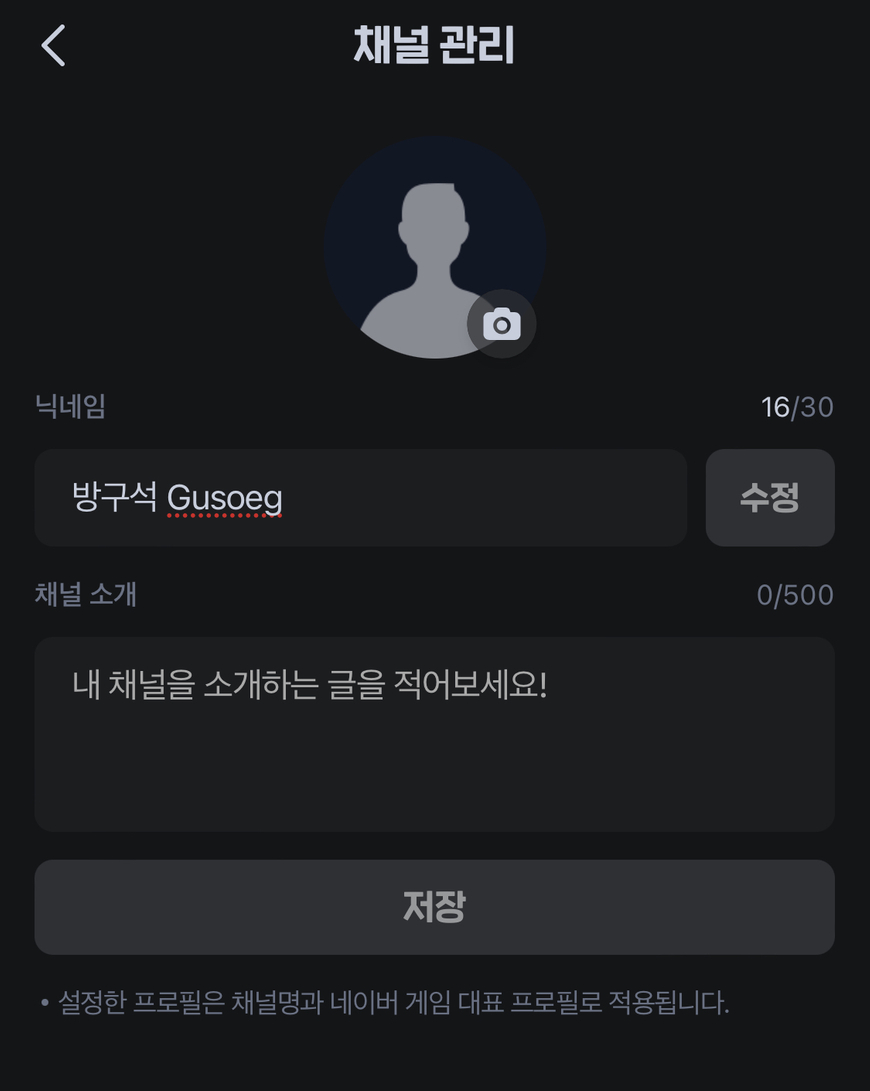 채널 관리
닉네임
16/30
방구석 Gusoeg
수정
채널 소개
0/500
내 채널을 소개하는 글을 적어보세요!
저장
• 설정한 프로필은 채널명과 네이버 게임 대표 프로필로 적용됩니다.